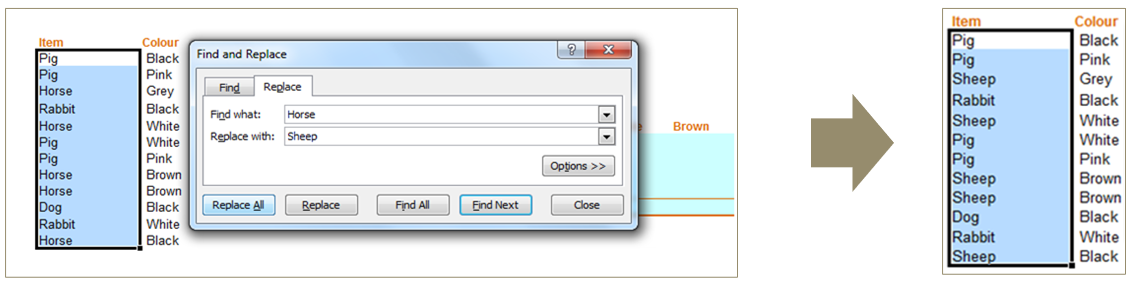 Item Colour
Pig Black
Pig Pink
Horse Grey
Rabbit Black
Horse White
Pig White
Pig Pink
Horse Brown
Horse Brown
Dog Black
Rabbit White
Horse Black
Find and Replace
Find Replace
Find what: Horse
Replace with: Sheep
Options >>
Replace All Replace Find All Find Next Close
Brown
Item Colour
Pig Black
Pig Pink
Sheep Grey
Rabbit Black
Sheep White
Pig White
Pig Pink
Sheep Brown
Sheep Brown
Dog Black
Rabbit White
Sheep Black